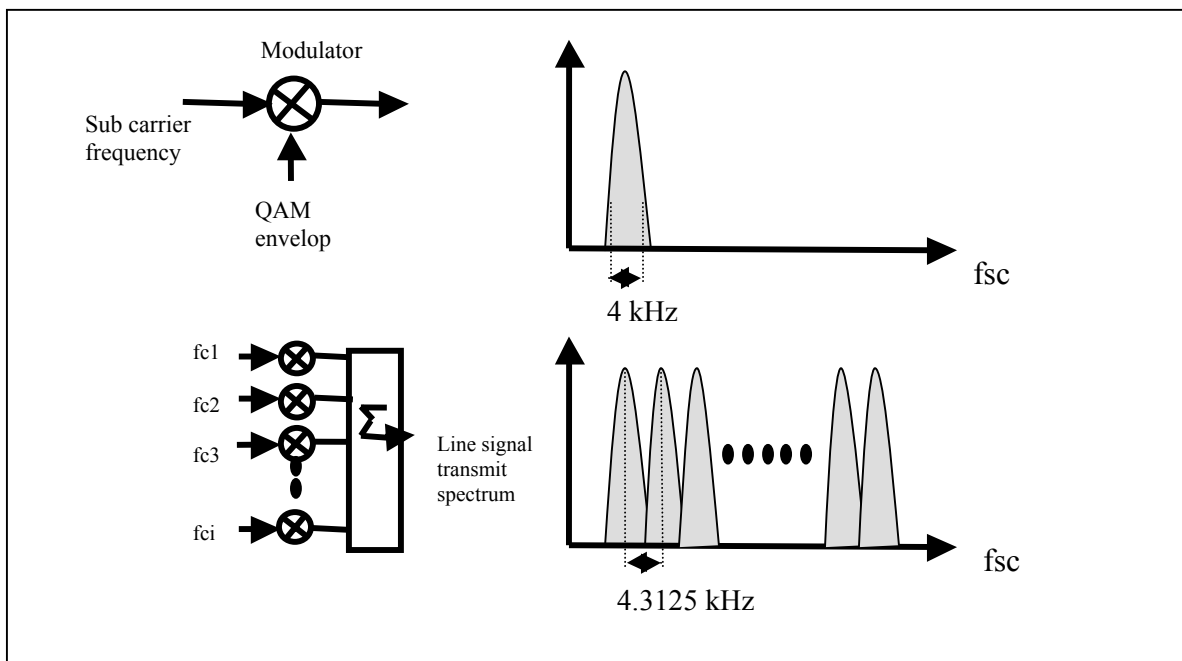 Modulator
Sub carrier
frequency
QAM
envelop
fsc
4 kHz
fc1
fc2
fc3
fci
Σ
Line signal
transmit
spectrum
fsc
4.3125 kHz